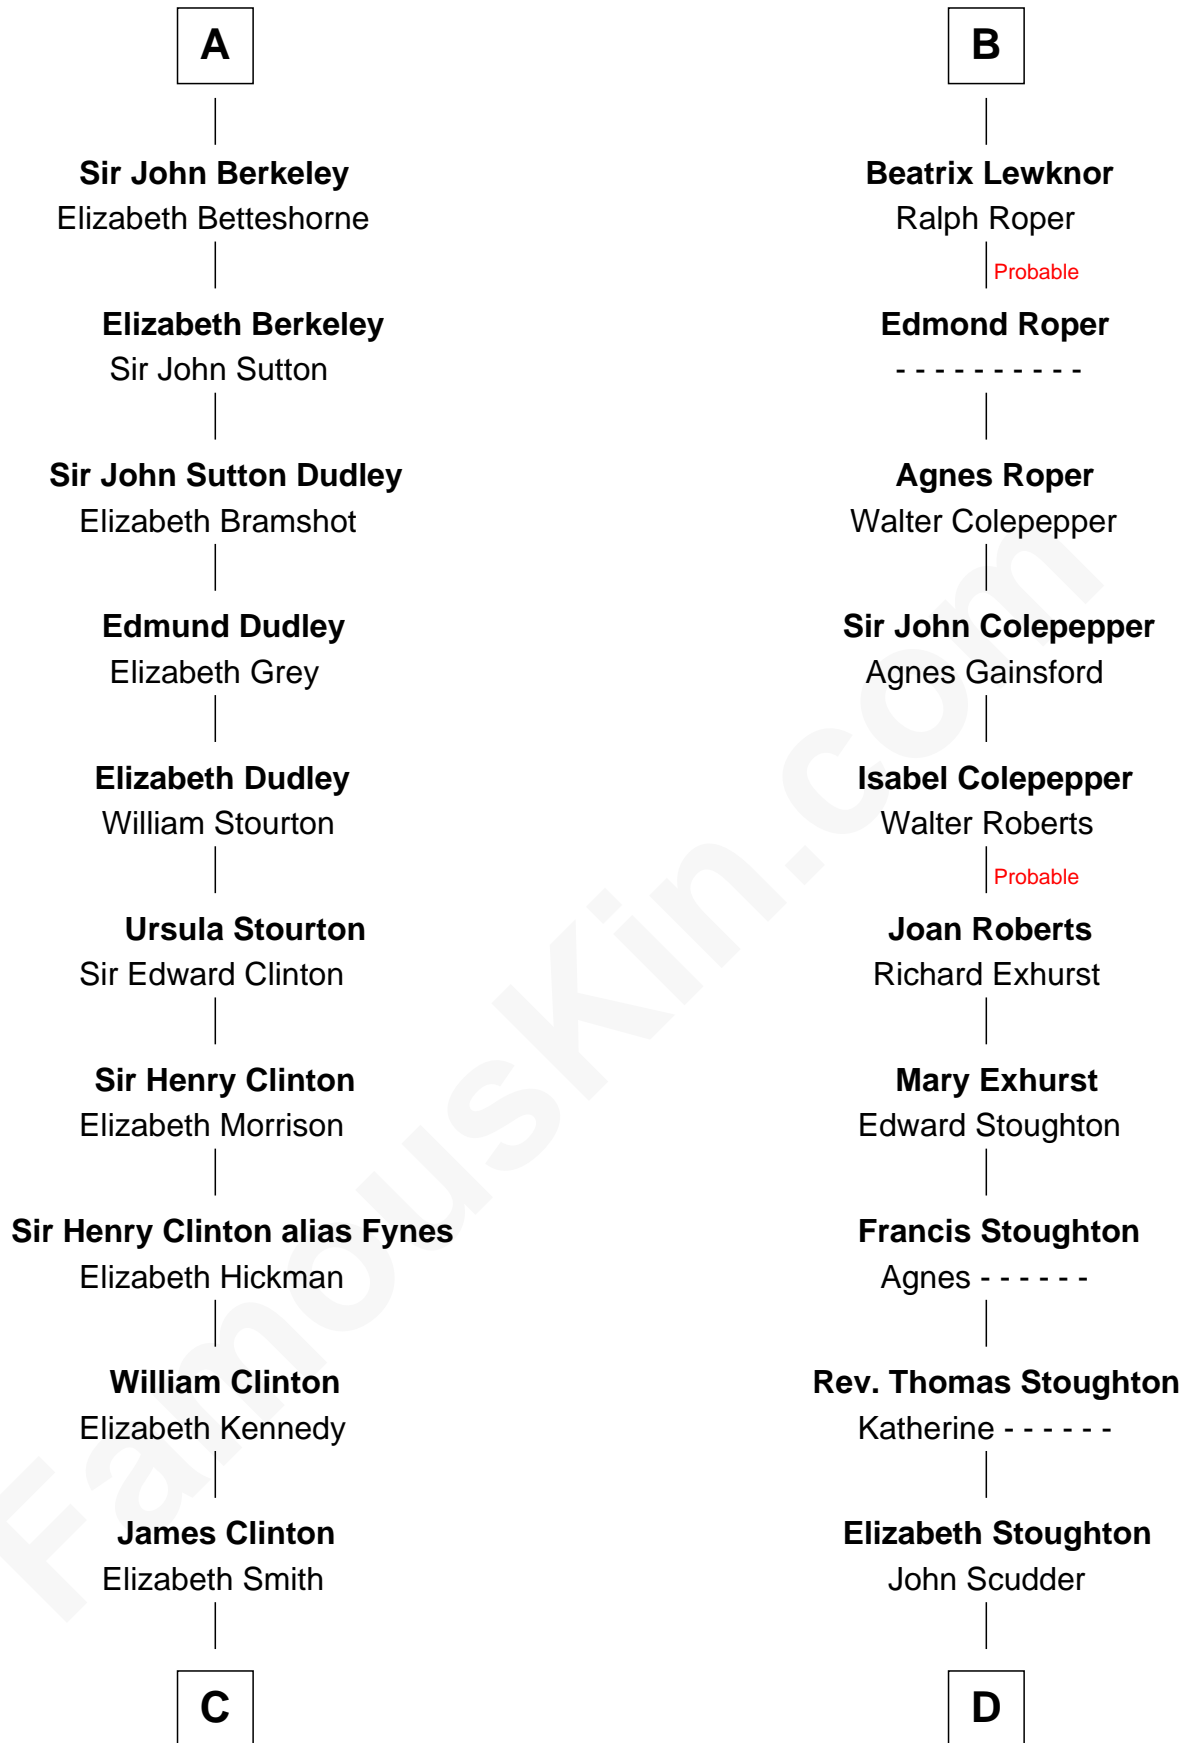 A
Sir John Berkeley
Elizabeth Betteshorne
Elizabeth Berkeley
Sir John Sutton
Sir John Sutton Dudley
Elizabeth Bramshot
Edmund Dudley
Elizabeth Grey
Elizabeth Dudley
William Stourton
Ursula Stourton
Sir Edward Clinton
Sir Henry Clinton
Elizabeth Morrison
Sir Henry Clinton alias Fynes
Elizabeth Hickman
William Clinton
Elizabeth Kennedy
James Clinton
Elizabeth Smith
C
B
Beatrix Lewknor
Ralph Roper
Probable
Edmond Roper
- - - - - - - - - -
Agnes Roper
Walter Colepepper
Sir John Colepepper
Agnes Gainsford
Isabel Colepepper
Walter Roberts
Probable
Joan Roberts
Richard Exhurst
Mary Exhurst
Edward Stoughton
Francis Stoughton
Agnes - - - - - -
Rev. Thomas Stoughton
Katherine - - - - - -
Elizabeth Stoughton
John Scudder
D
FamousKin.com